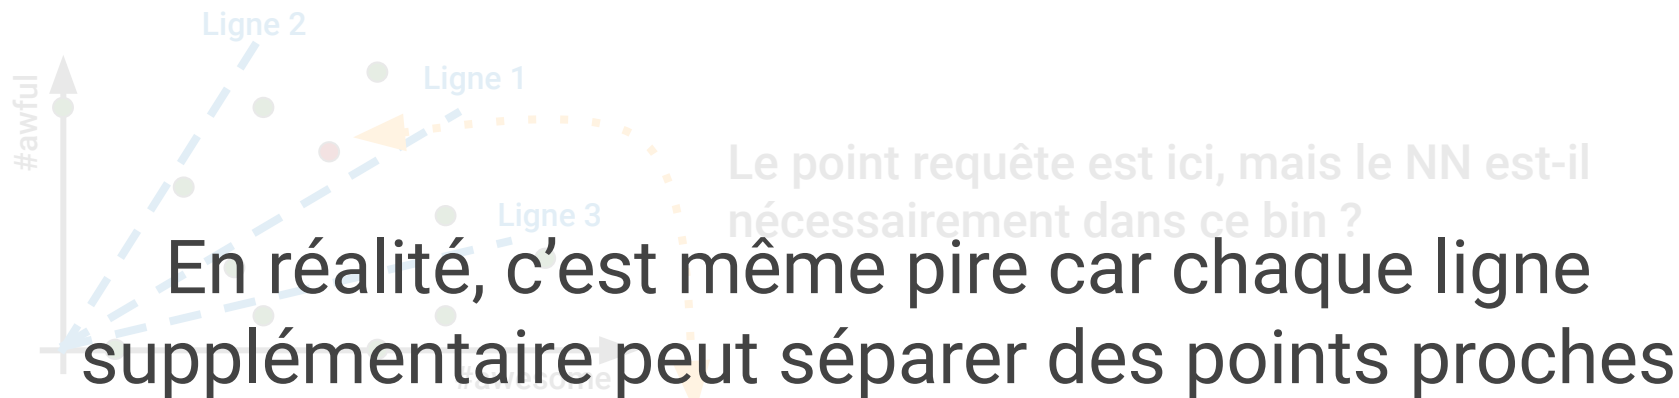 Ligne 2
Ligne 1
#awful
Le point requête est ici, mais le NN est-il
nécessairement dans ce bin ?
Ligne 3
En réalité, c’est même pire car chaque ligne
supplémentaire peut séparer des points proches
#awesome